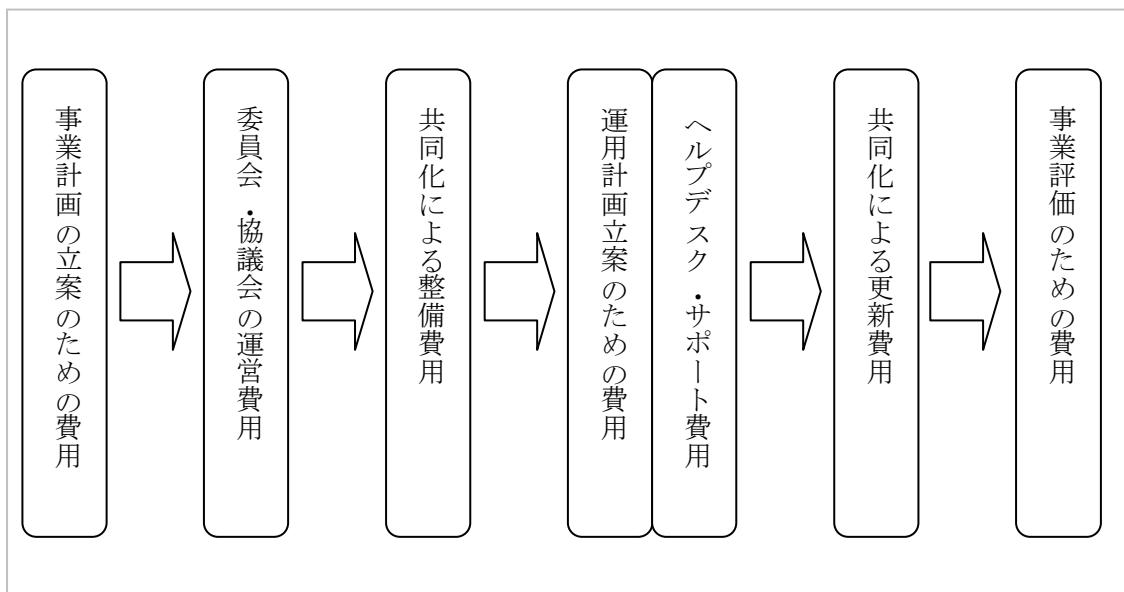 事業計画の立案のための費用
委員会・協議会の運営費用
共同化による整備費用
運用計画立案のための費用
ヘルプデスク・サポート費用
共同化による更新費用
事業評価のための費用